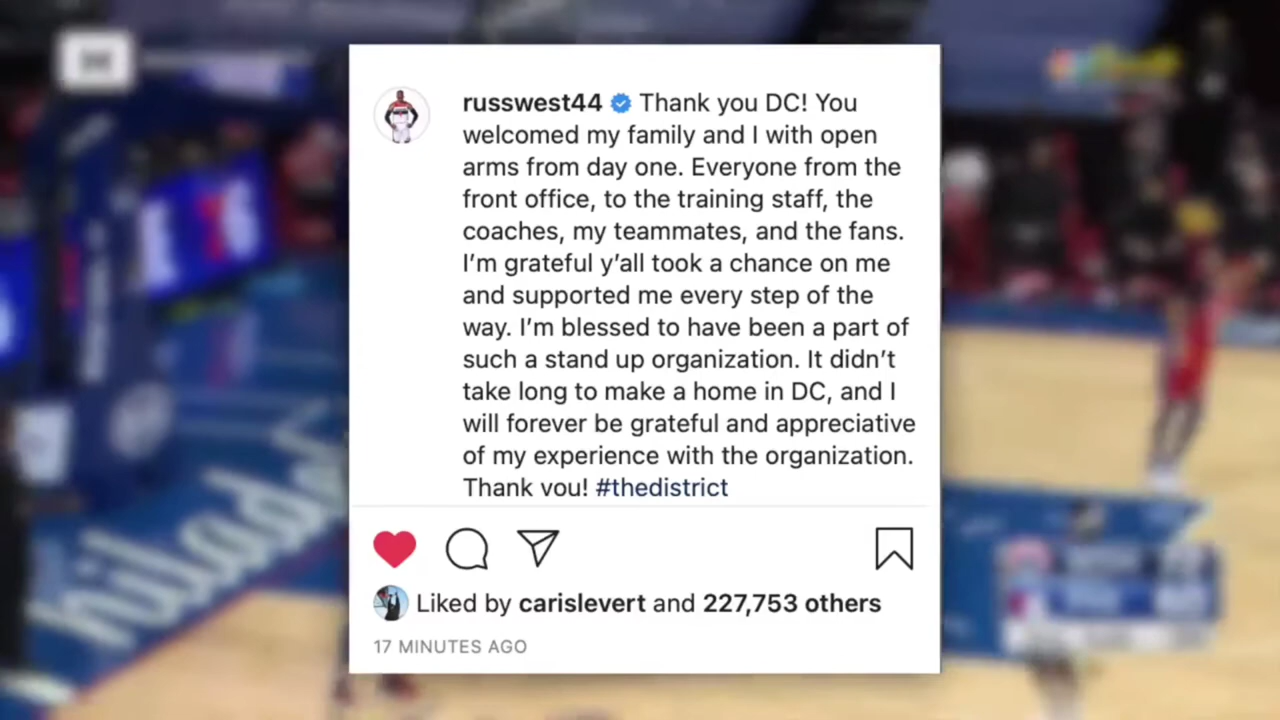 russwest44 Thank you DC! You
welcomed my family and I with open
arms from day one. Everyone from the
front office, to the training staff, the
coaches, my teammates, and the fans.
I’m grateful y’all took a chance on me
and supported me every step of the
way. I’m blessed to have been a part of
such a stand up organization. It didn’t
take long to make a home in DC, and I
will forever be grateful and appreciative
of my experience with the organization.
Thank you! #thedistrict
Liked by carislevert and 227,753 others
17 MINUTES AGO